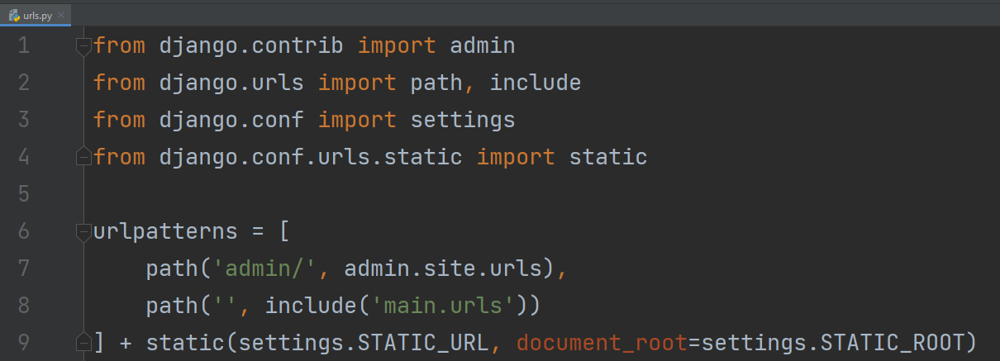 urls.py
1 from django.contrib import admin
2 from django.urls import path, include
3 from django.conf import settings
4 from django.conf.urls.static import static
5
6 urlpatterns = [
7     path('admin/', admin.site.urls),
8     path('', include('main.urls'))
9 ] + static(settings.STATIC_URL, document_root=settings.STATIC_ROOT)